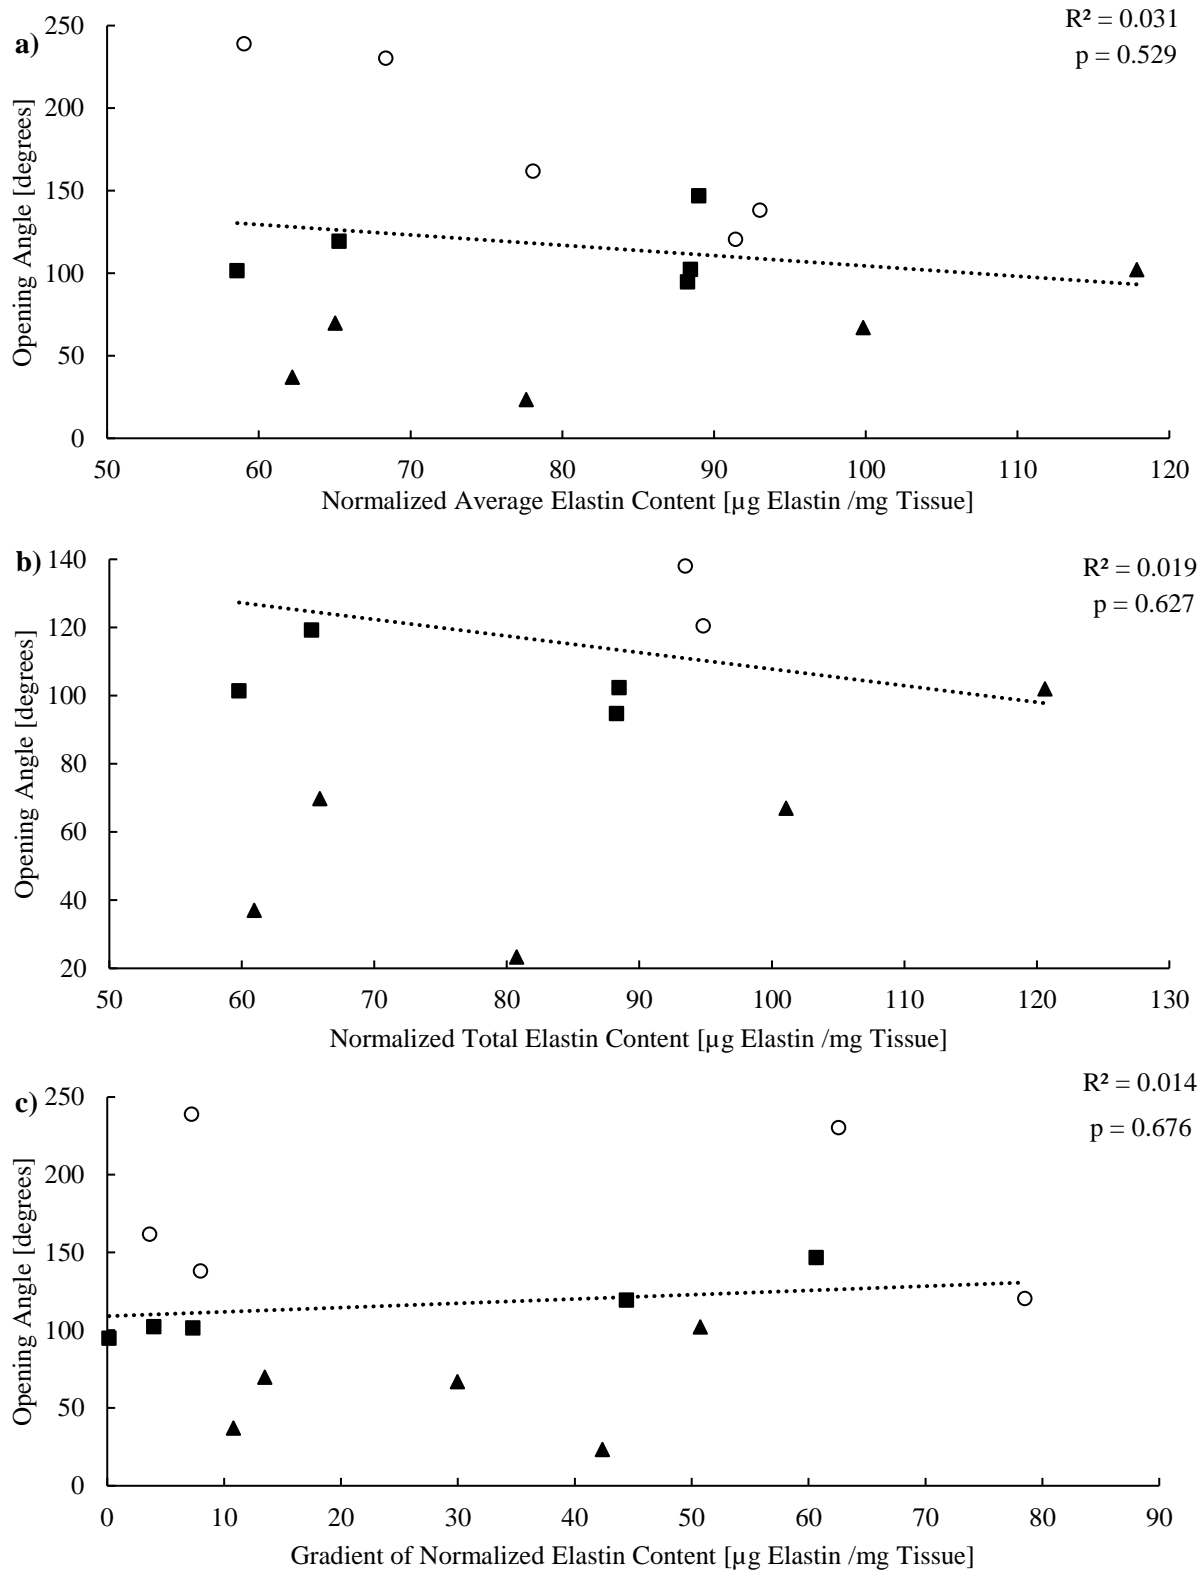 a)
R² = 0.031
p = 0.529
250
200
150
100
50
0
Opening Angle [degrees]
50 60 70 80 90 100 110 120
Normalized Average Elastin Content [µg Elastin /mg Tissue]
b)
R² = 0.019
p = 0.627
140
120
100
80
60
40
20
Opening Angle [degrees]
50 60 70 80 90 100 110 120 130
Normalized Total Elastin Content [µg Elastin /mg Tissue]
c)
R² = 0.014
p = 0.676
250
200
150
100
50
0
Opening Angle [degrees]
0 10 20 30 40 50 60 70 80 90
Gradient of Normalized Elastin Content [µg Elastin /mg Tissue]